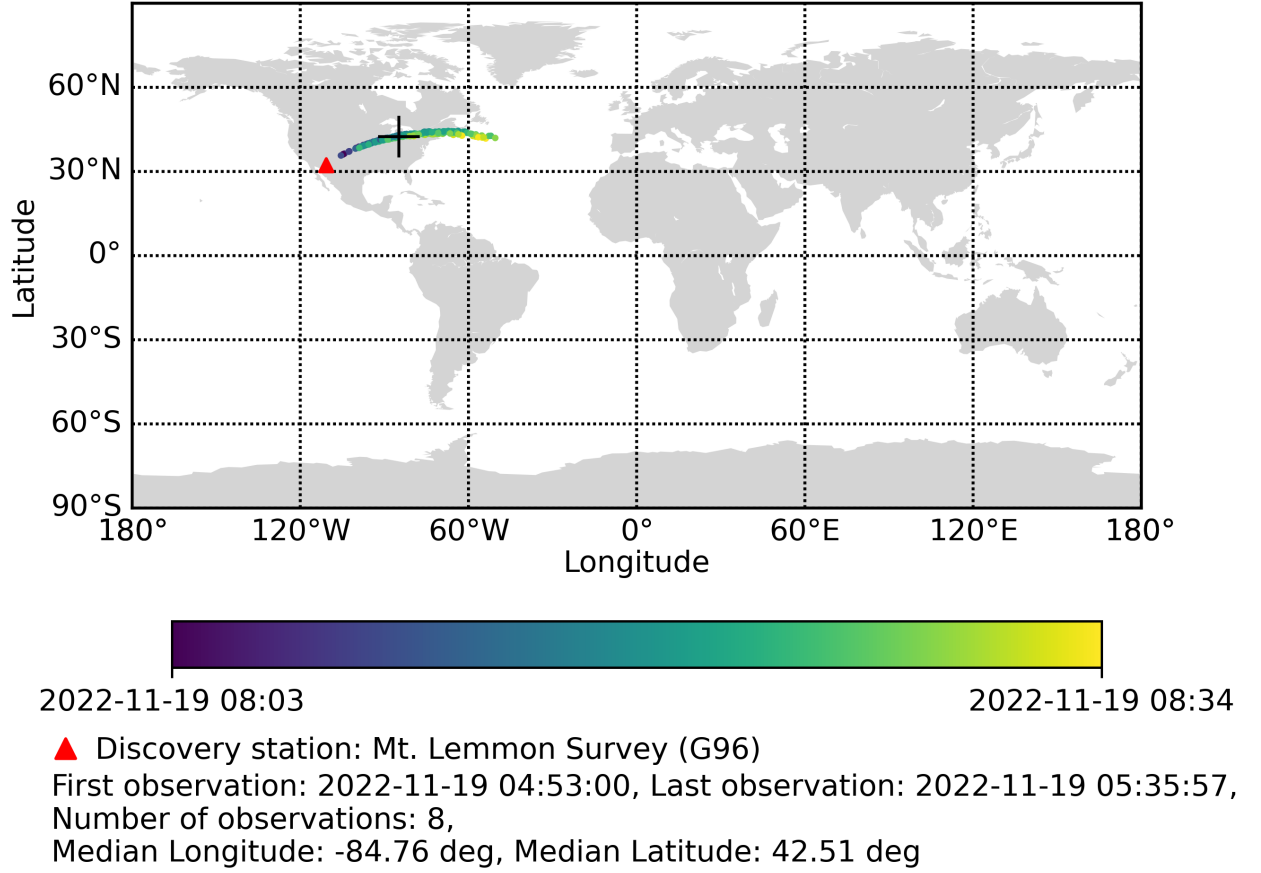 60°N
30°N
0°
30°S
60°S
90°S
Latitude
180° 120°W 60°W 0° 60°E 120°E 180°
Longitude
2022-11-19 08:03 2022-11-19 08:34
Discovery station: Mt. Lemmon Survey (G96)
First observation: 2022-11-19 04:53:00, Last observation: 2022-11-19 05:35:57,
Number of observations: 8,
Median Longitude: -84.76 deg, Median Latitude: 42.51 deg